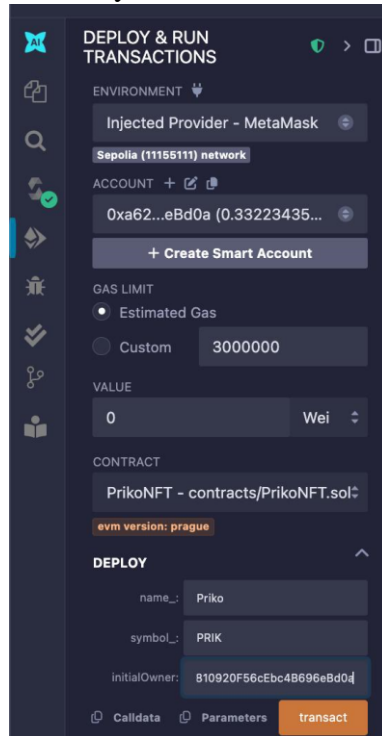 AI
DEPLOY & RUN
TRANSACTIONS
ENVIRONMENT
Injected Provider - MetaMask
Sepolia (11155111) network
ACCOUNT +
0xa62...eBd0a (0.33223435...
+ Create Smart Account
GAS LIMIT
Estimated Gas
Custom 3000000
VALUE
0 Wei
CONTRACT
PrikoNFT - contracts/PrikoNFT.sol
evm version: prague
DEPLOY
name_: Priko
symbol_: PRIK
initialOwner: 810920F56cEbc4B696eBd0a
Calldata Parameters transact